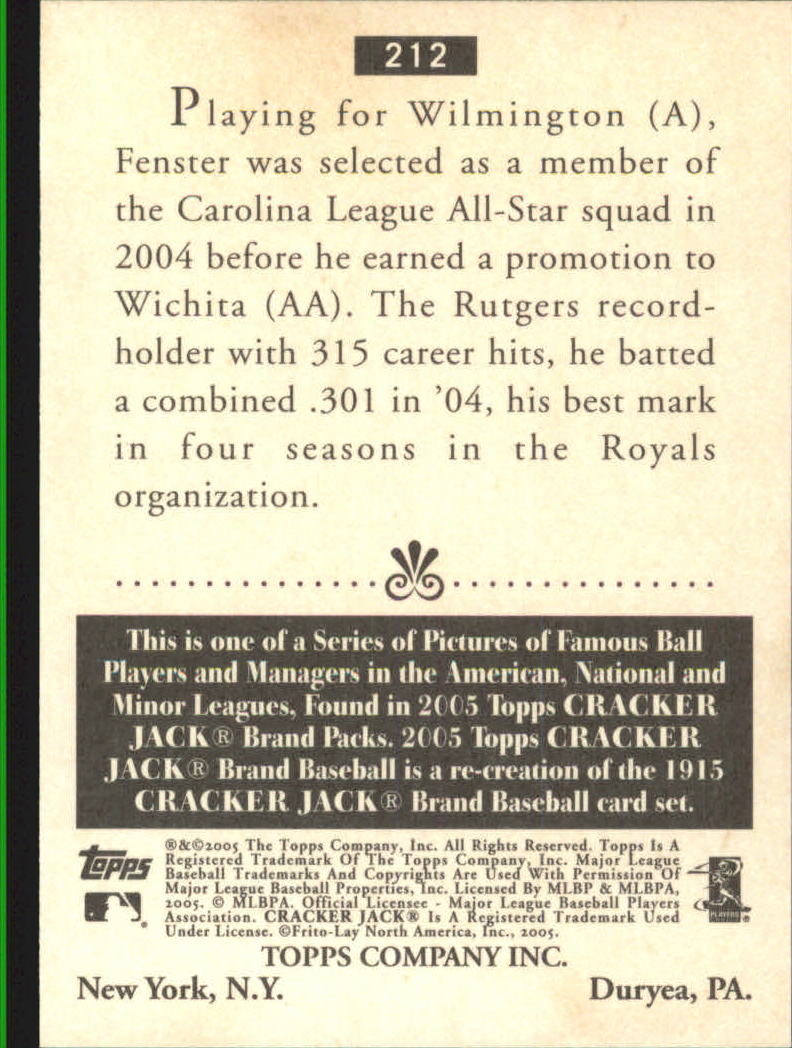 212
Playing for Wilmington (A),
Fenster was selected as a member of
the Carolina League All-Star squad in
2004 before he earned a promotion to
Wichita (AA). The Rutgers record-
holder with 315 career hits, he batted
a combined .301 in '04, his best mark
in four seasons in the Royals
organization.
This is one of a Series of Pictures of Famous Ball
Players and Managers in the American, National and
Minor Leagues, Found in 2005 Topps CRACKER
JACK® Brand Packs. 2005 Topps CRACKER
JACK® Brand Baseball is a re-creation of the 1915
CRACKER JACK® Brand Baseball card set.
Topps
®&©2005 The Topps Company, Inc. All Rights Reserved. Topps Is A
Registered Trademark Of The Topps Company, Inc. Major League
Baseball Trademarks And Copyrights Are Used With Permission Of
Major League Baseball Properties, Inc. Licensed By MLBP & MLBPA,
2005. © MLBPA. Official Licensee - Major League Baseball Players
Association. CRACKER JACK® Is A Registered Trademark Used
Under License. ©Frito-Lay North America, Inc., 2005.
PLAYERS
TOPPS COMPANY INC.
New York, N.Y. Duryea, PA.